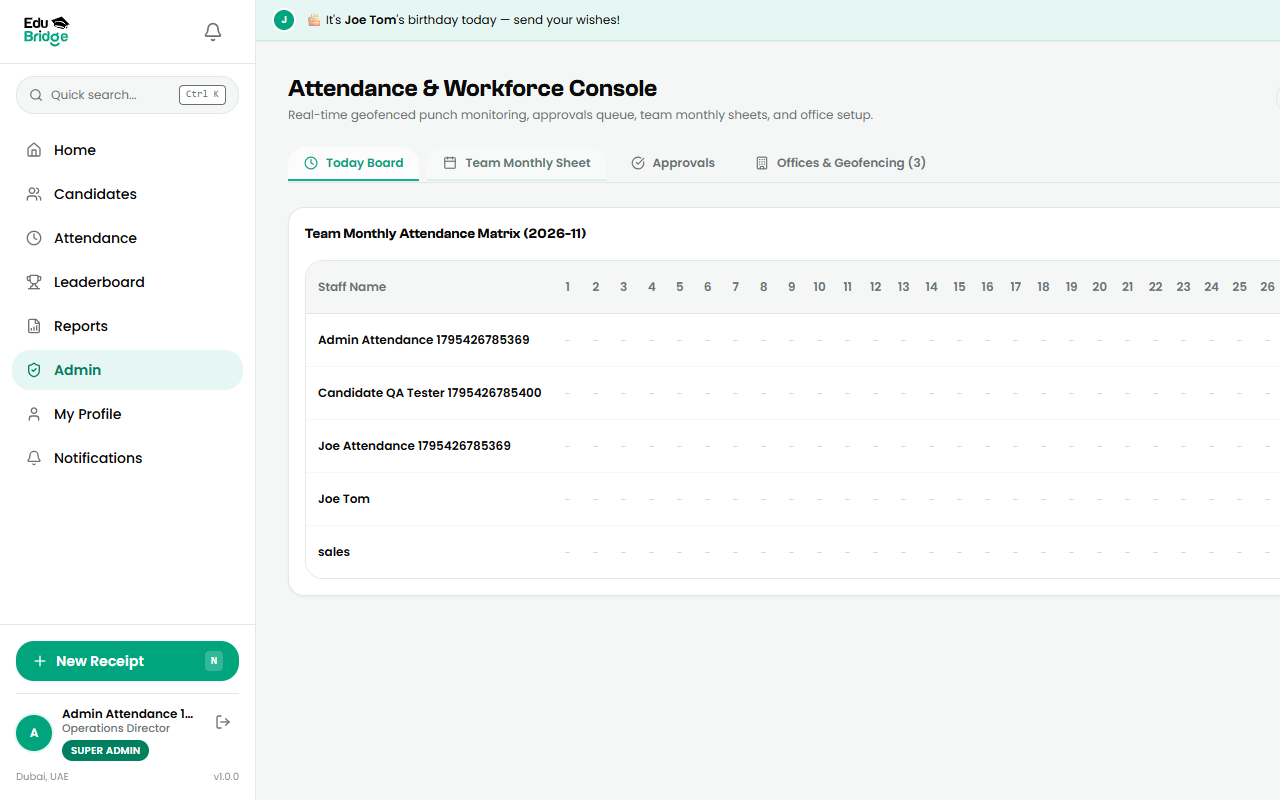 Edu
Bridge
Quick search...
Ctrl K
Home
Candidates
Attendance
Leaderboard
Reports
Admin
My Profile
Notifications
New Receipt
N
A
Admin Attendance 1...
Operations Director
SUPER ADMIN
Dubai, UAE
v1.0.0
J
It's Joe Tom's birthday today — send your wishes!
Attendance & Workforce Console
Real-time geofenced punch monitoring, approvals queue, team monthly sheets, and office setup.
Today Board
Team Monthly Sheet
Approvals
Offices & Geofencing (3)
Team Monthly Attendance Matrix (2026-11)
Staff Name 1 2 3 4 5 6 7 8 9 10 11 12 13 14 15 16 17 18 19 20 21 22 23 24 25 26
Admin Attendance 1795426785369 - - - - - - - - - - - - - - - - - - - - - - - - - -
Candidate QA Tester 1795426785400 - - - - - - - - - - - - - - - - - - - - - - - - - -
Joe Attendance 1795426785369 - - - - - - - - - - - - - - - - - - - - - - - - - -
Joe Tom - - - - - - - - - - - - - - - - - - - - - - - - - -
sales - - - - - - - - - - - - - - - - - - - - - - - - - -